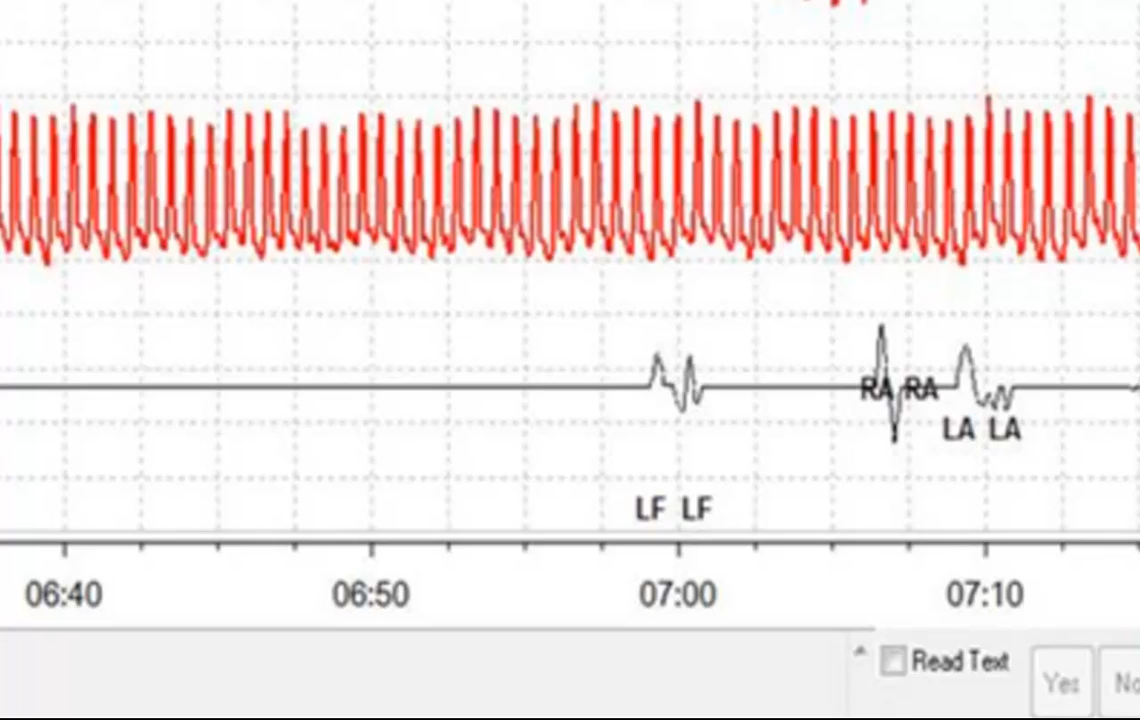 RA RA
LA LA
LF LF
06:40 06:50 07:00 07:10
Read Text
Yes